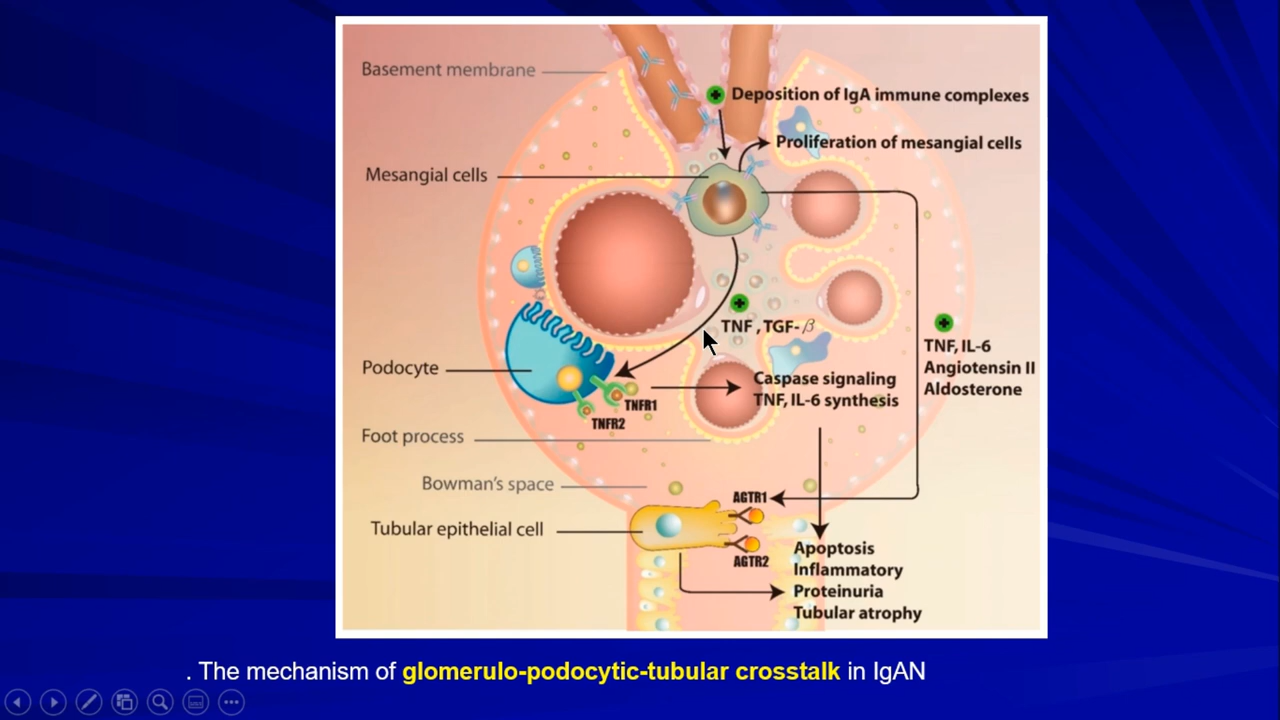 Basement membrane
Deposition of IgA immune complexes
Proliferation of mesangial cells
Mesangial cells
TNF , TGF-β
TNF, IL-6
Angiotensin II
Aldosterone
Podocyte
Caspase signaling
TNF, IL-6 synthesis
TNFR1
TNFR2
Foot process
Bowman's space
AGTR1
Tubular epithelial cell
AGTR2
Apoptosis
Inflammatory
Proteinuria
Tubular atrophy
. The mechanism of glomerulo-podocytic-tubular crosstalk in IgAN